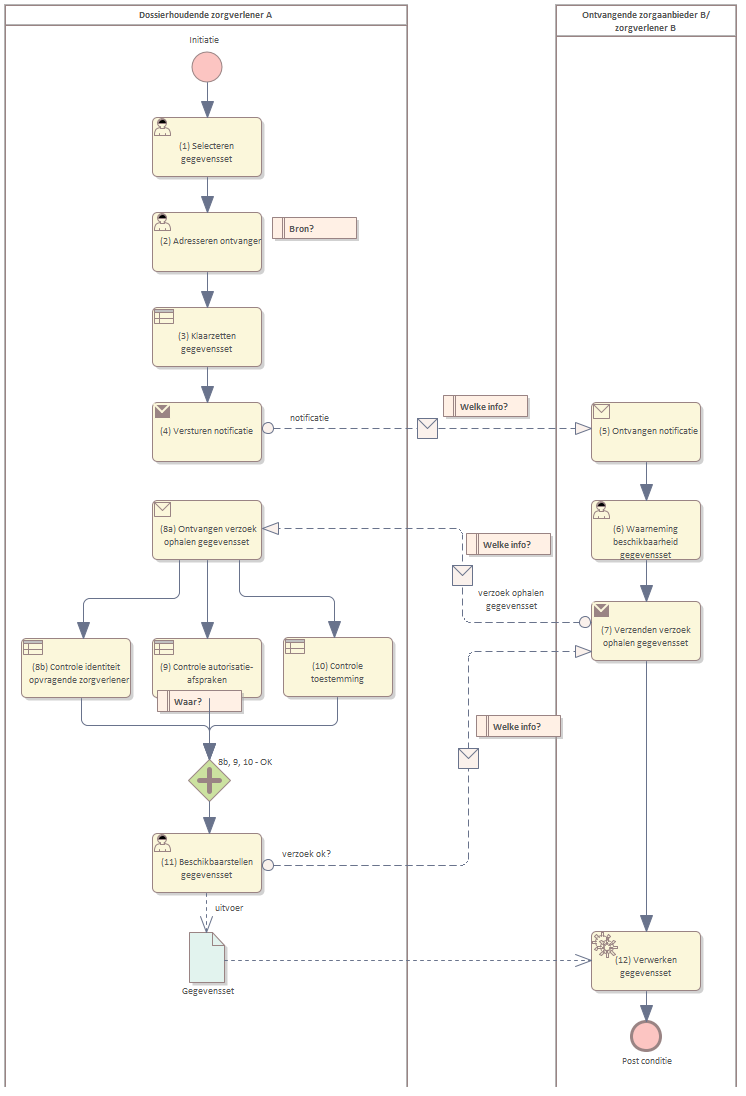 Dossierhoudende zorgverlener A
Ontvangende zorgaanbieder B/
zorgverlener B
Initiatie
(1) Selecteren
gegevensset
(2) Adresseren ontvanger
Bron?
(3) Klaarzetten
gegevensset
(4) Versturen notificatie
notificatie
Welke info?
(5) Ontvangen notificatie
(8a) Ontvangen verzoek
ophalen gegevensset
Welke info?
(6) Waarneming
beschikbaarheid
gegevensset
verzoek ophalen
gegevensset
(7) Verzenden verzoek
ophalen gegevensset
(8b) Controle identiteit
opvragende zorgverlener
(9) Controle autorisatie-
afspraken
(10) Controle
toestemming
Waar?
Welke info?
8b, 9, 10 - OK
(11) Beschikbaarstellen
gegevensset
verzoek ok?
uitvoer
Gegevensset
(12) Verwerken
gegevensset
Post conditie